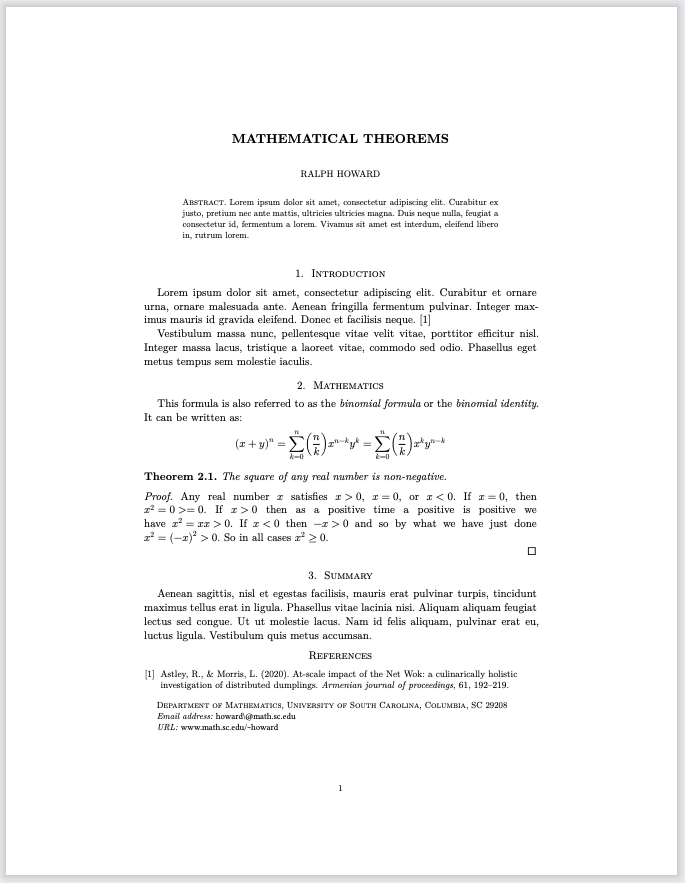 MATHEMATICAL THEOREMS
RALPH HOWARD
Abstract. Lorem ipsum dolor sit amet, consectetur adipiscing elit. Curabitur ex
justo, pretium nec ante mattis, ultricies ultricies magna. Duis neque nulla, feugiat a
consectetur id, fermentum a lorem. Vivamus sit amet est interdum, eleifend libero
in, rutrum lorem.
1. Introduction
Lorem ipsum dolor sit amet, consectetur adipiscing elit. Curabitur et ornare
urna, ornare malesuada ante. Aenean fringilla fermentum pulvinar. Integer max-
imus mauris id gravida eleifend. Donec et facilisis neque. [1]
Vestibulum massa nunc, pellentesque vitae velit vitae, porttitor efficitur nisl.
Integer massa lacus, tristique a laoreet vitae, commodo sed odio. Phasellus eget
metus tempus sem molestie iaculis.
2. Mathematics
This formula is also referred to as the binomial formula or the binomial identity.
It can be written as:
(x + y)^n = ∑_{k=0}^{n} (n k) x^{n−k} y^k = ∑_{k=0}^{n} (n k) x^k y^{n−k}
Theorem 2.1. The square of any real number is non-negative.
Proof. Any real number x satisfies x > 0, x = 0, or x < 0. If x = 0, then
x² = 0 >= 0. If x > 0 then as a positive time a positive is positive we
have x² = xx > 0. If x < 0 then −x > 0 and so by what we have just done
x² = (−x)² > 0. So in all cases x² ≥ 0.
□
3. Summary
Aenean sagittis, nisl et egestas facilisis, mauris erat pulvinar turpis, tincidunt
maximus tellus erat in ligula. Phasellus vitae lacinia nisi. Aliquam aliquam feugiat
lectus sed congue. Ut ut molestie lacus. Nam id felis aliquam, pulvinar erat eu,
luctus ligula. Vestibulum quis metus accumsan.
References
[1] Astley, R., & Morris, L. (2020). At-scale impact of the Net Wok: a culinarically holistic
investigation of distributed dumplings. Armenian journal of proceedings, 61, 192–219.
Department of Mathematics, University of South Carolina, Columbia, SC 29208
Email address: howard\@math.sc.edu
URL: www.math.sc.edu/~howard
1